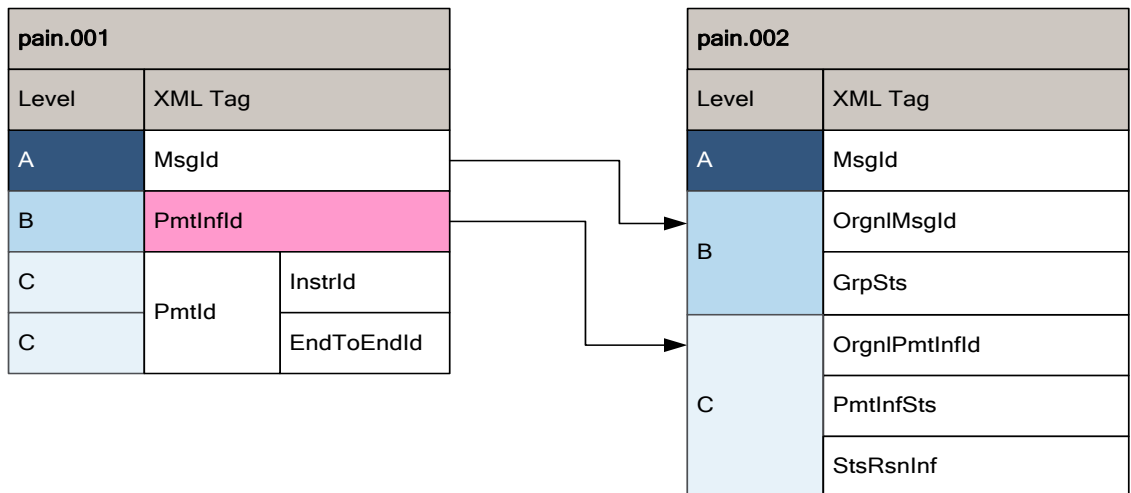 pain.001
Level XML Tag
A MsgId
B PmtInfId
C PmtId InstrId
C EndToEndId
pain.002
Level XML Tag
A MsgId
B OrgnlMsgId
GrpSts
C OrgnlPmtInfId
PmtInfSts
StsRsnInf